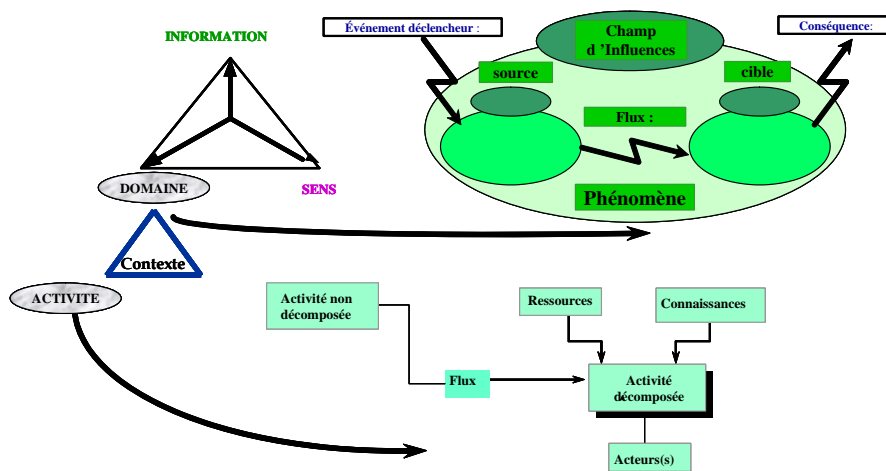 INFORMATION
Événement déclencheur :
Champ
d ’Influences
Conséquence:
source
cible
Flux :
Phénomène
DOMAINE
SENS
Contexte
ACTIVITE
Activité non
décomposée
Ressources
Connaissances
Flux
Activité
décomposée
Acteurs(s)